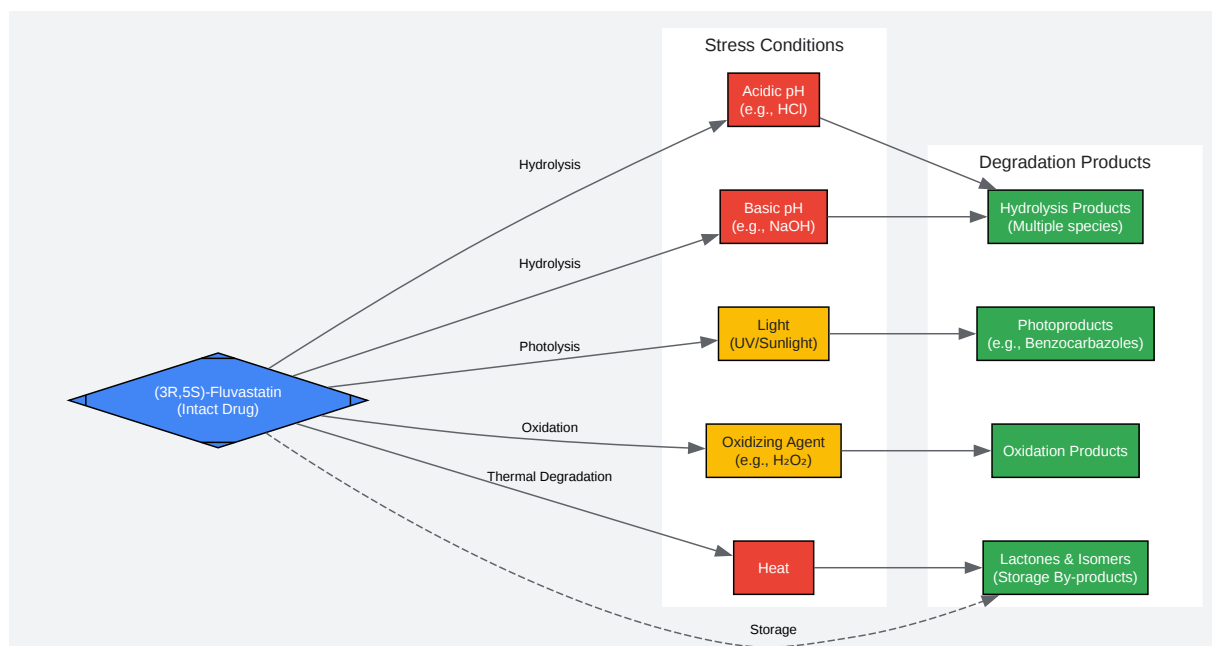 Stress Conditions
Acidic pH
(e.g., HCl)
Hydrolysis
Degradation Products
Basic pH
(e.g., NaOH)
Hydrolysis Products
(Multiple species)
Hydrolysis
Light
(UV/Sunlight)
Photoproducts
(e.g., Benzocarbazoles)
Photolysis
(3R,5S)-Fluvastatin
(Intact Drug)
Oxidation
Oxidizing Agent
(e.g., H₂O₂)
Oxidation Products
Thermal Degradation
Heat
Lactones & Isomers
(Storage By-products)
Storage